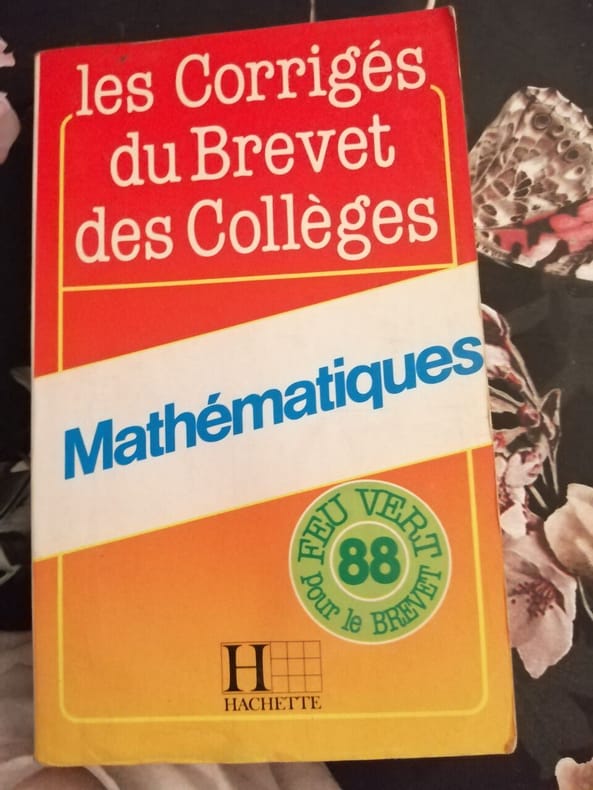 les Corrigés
du Brevet
des Collèges
Mathématiques
FEU VERT
88
pour le BREVET
H
HACHETTE